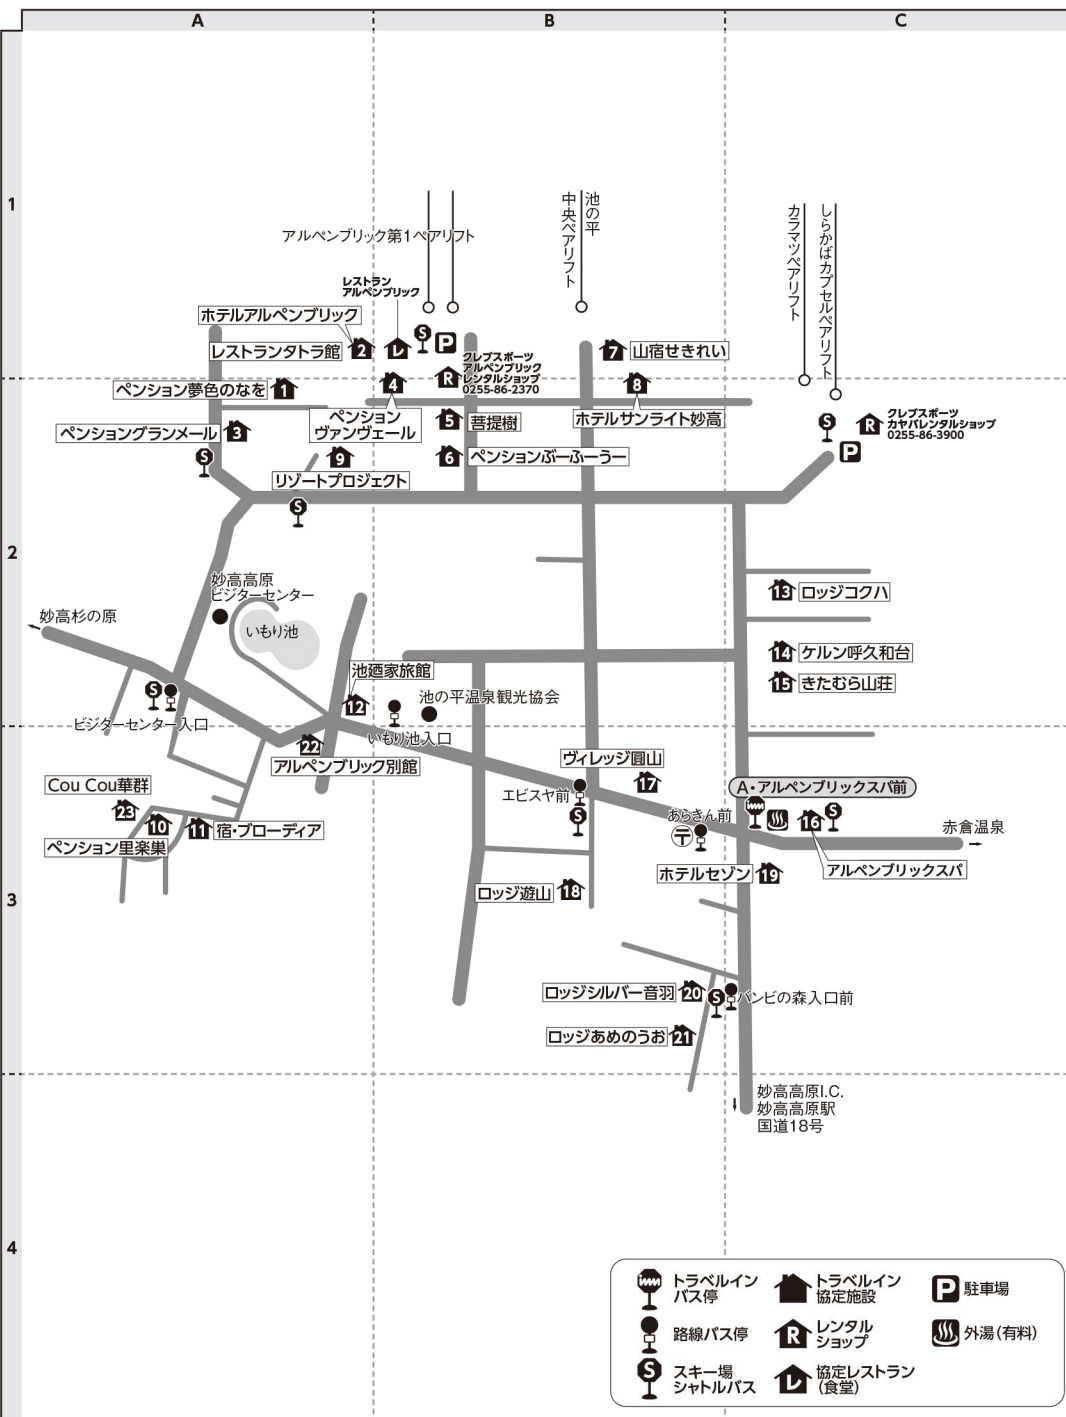 A
B
C
1
池の平
中央ペアリフト
しらかばカプセルペアリフト
カラマツペアリフト
アルペンブリック第1ペアリフト
レストラン
アルペンブリック
ホテルアルペンブリック
S
レストランタトラ館
2
レ
P
7
山宿せきれい
クレブスポーツ
アルペンブリック
レンタルショップ
0255-86-2370
R
ペンション夢色のなを
1
4
8
ペンション
ヴァンヴェール
5
菩提樹
ホテルサンライト妙高
S
R
クレブスポーツ
カヤバレンタルショップ
0255-86-3900
ペンショングランメール
3
P
S
9
6
ペンションぶーふーうー
リゾートプロジェクト
S
2
妙高高原
ビジターセンター
13
ロッジコクハ
妙高杉の原
いもり池
14
ケルン呼久和台
池廼家旅館
15
きたむら山荘
S
12
池の平温泉観光協会
ビジターセンター入口
いもり池入口
22
アルペンブリック別館
ヴィレッジ圓山
17
Cou Cou華群
23
エビスヤ前
A・アルペンブリックスパ前
S
S
10
11
宿・ブローディア
あらきん前
〒
16
赤倉温泉
ペンション里楽巣
ホテルセゾン
19
アルペンブリックスパ
3
ロッジ遊山
18
ロッジシルバー音羽
20
S
バンビの森入口前
ロッジあめのうお
21
妙高高原I.C.
妙高高原駅
国道18号
4
トラベルイン
バス停
トラベルイン
協定施設
P
駐車場
路線バス停
R
レンタル
ショップ
外湯(有料)
S
スキー場
シャトルバス
レ
協定レストラン
(食堂)